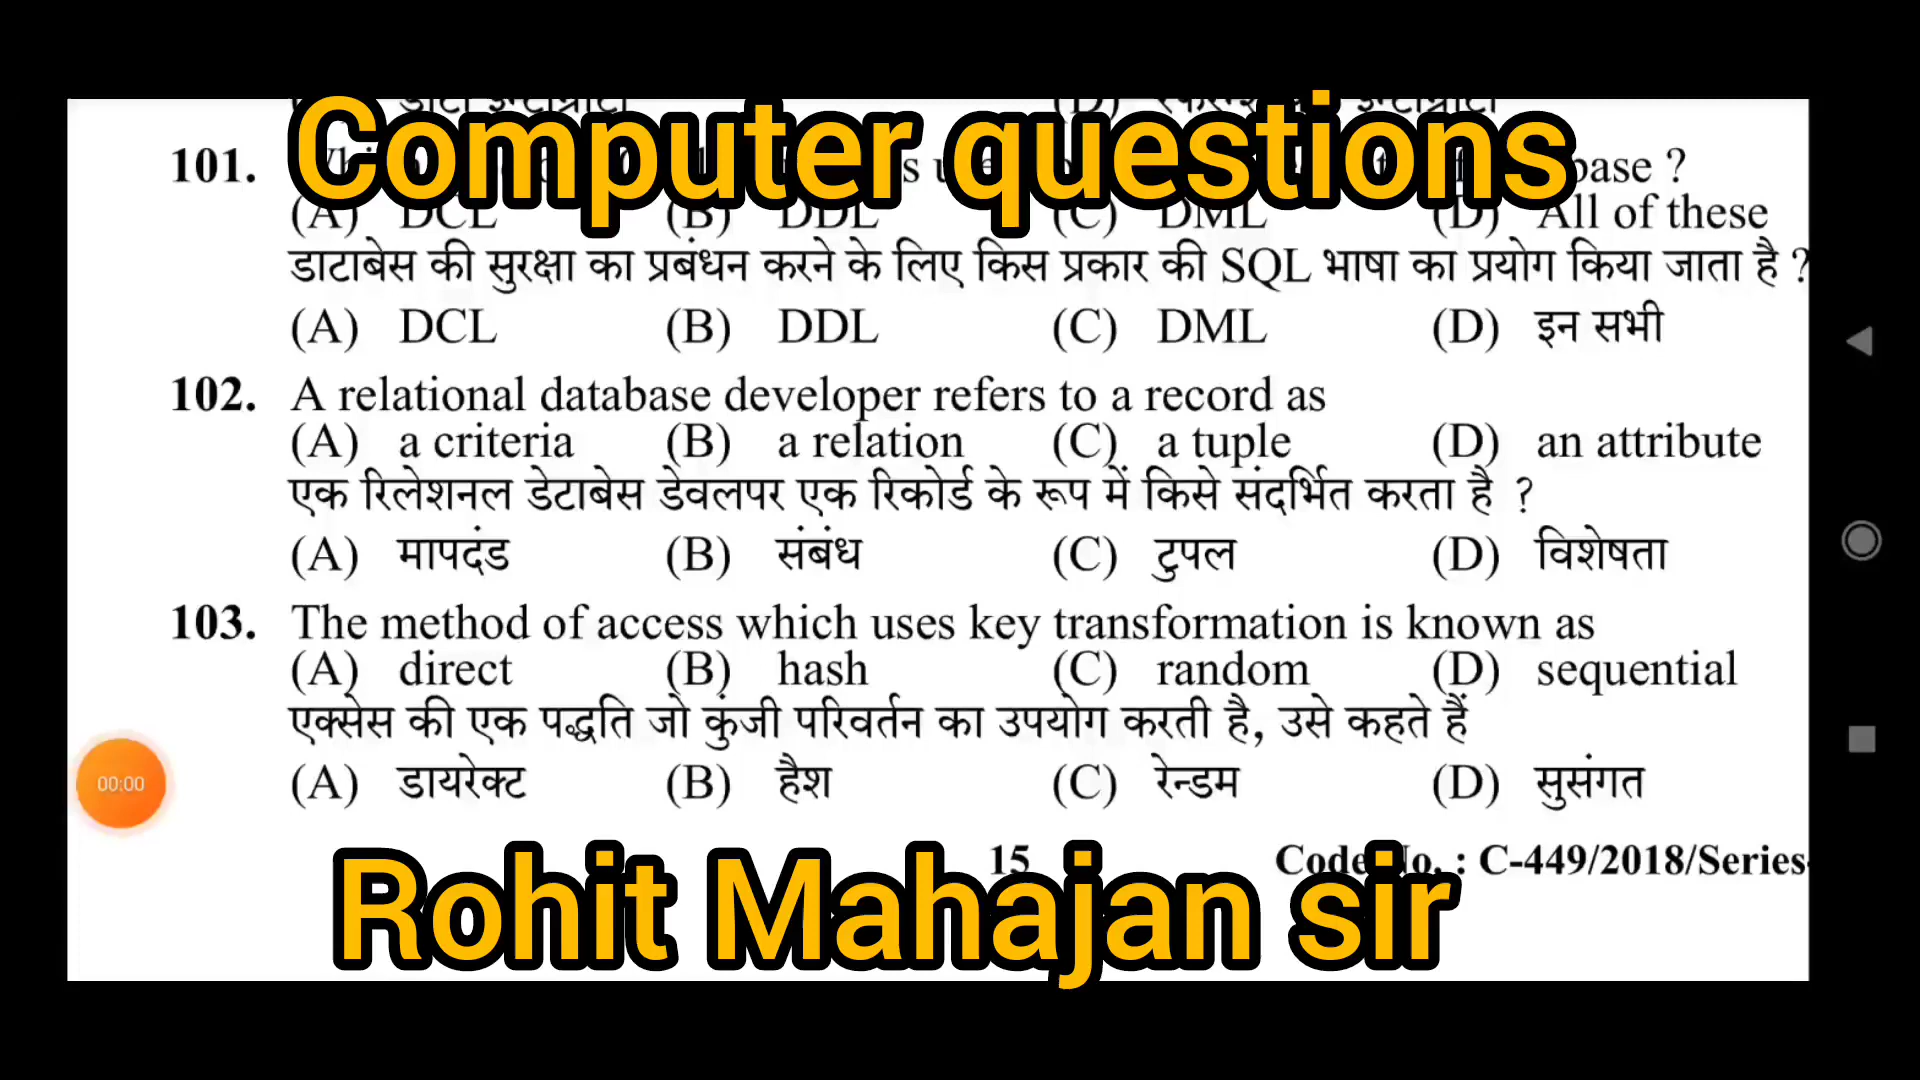 Computer questions
101. base ?
(A) DCL (B) DDL (C) DML (D) All of these
डाटाबेस की सुरक्षा का प्रबंधन करने के लिए किस प्रकार की SQL भाषा का प्रयोग किया जाता है ?
(A) DCL (B) DDL (C) DML (D) इन सभी
102. A relational database developer refers to a record as
(A) a criteria (B) a relation (C) a tuple (D) an attribute
एक रिलेशनल डेटाबेस डेवलपर एक रिकोर्ड के रूप में किसे संदर्भित करता है ?
(A) मापदंड (B) संबंध (C) टुपल (D) विशेषता
103. The method of access which uses key transformation is known as
(A) direct (B) hash (C) random (D) sequential
एक्सेस की एक पद्धति जो कुंजी परिवर्तन का उपयोग करती है, उसे कहते हैं
(A) डायरेक्ट (B) हैश (C) रेन्डम (D) सुसंगत
00:00
15 Code No. : C-449/2018/Series-
Rohit Mahajan sir